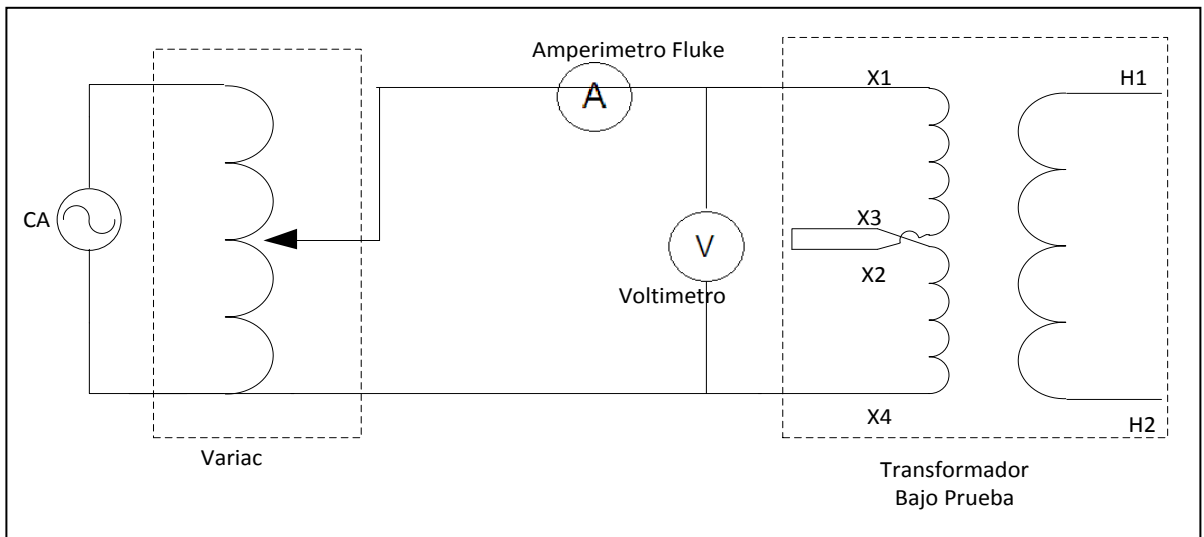 Amperimetro Fluke
A
X1
H1
CA
X3
V
X2
Voltimetro
X4
H2
Variac
Transformador
Bajo Prueba